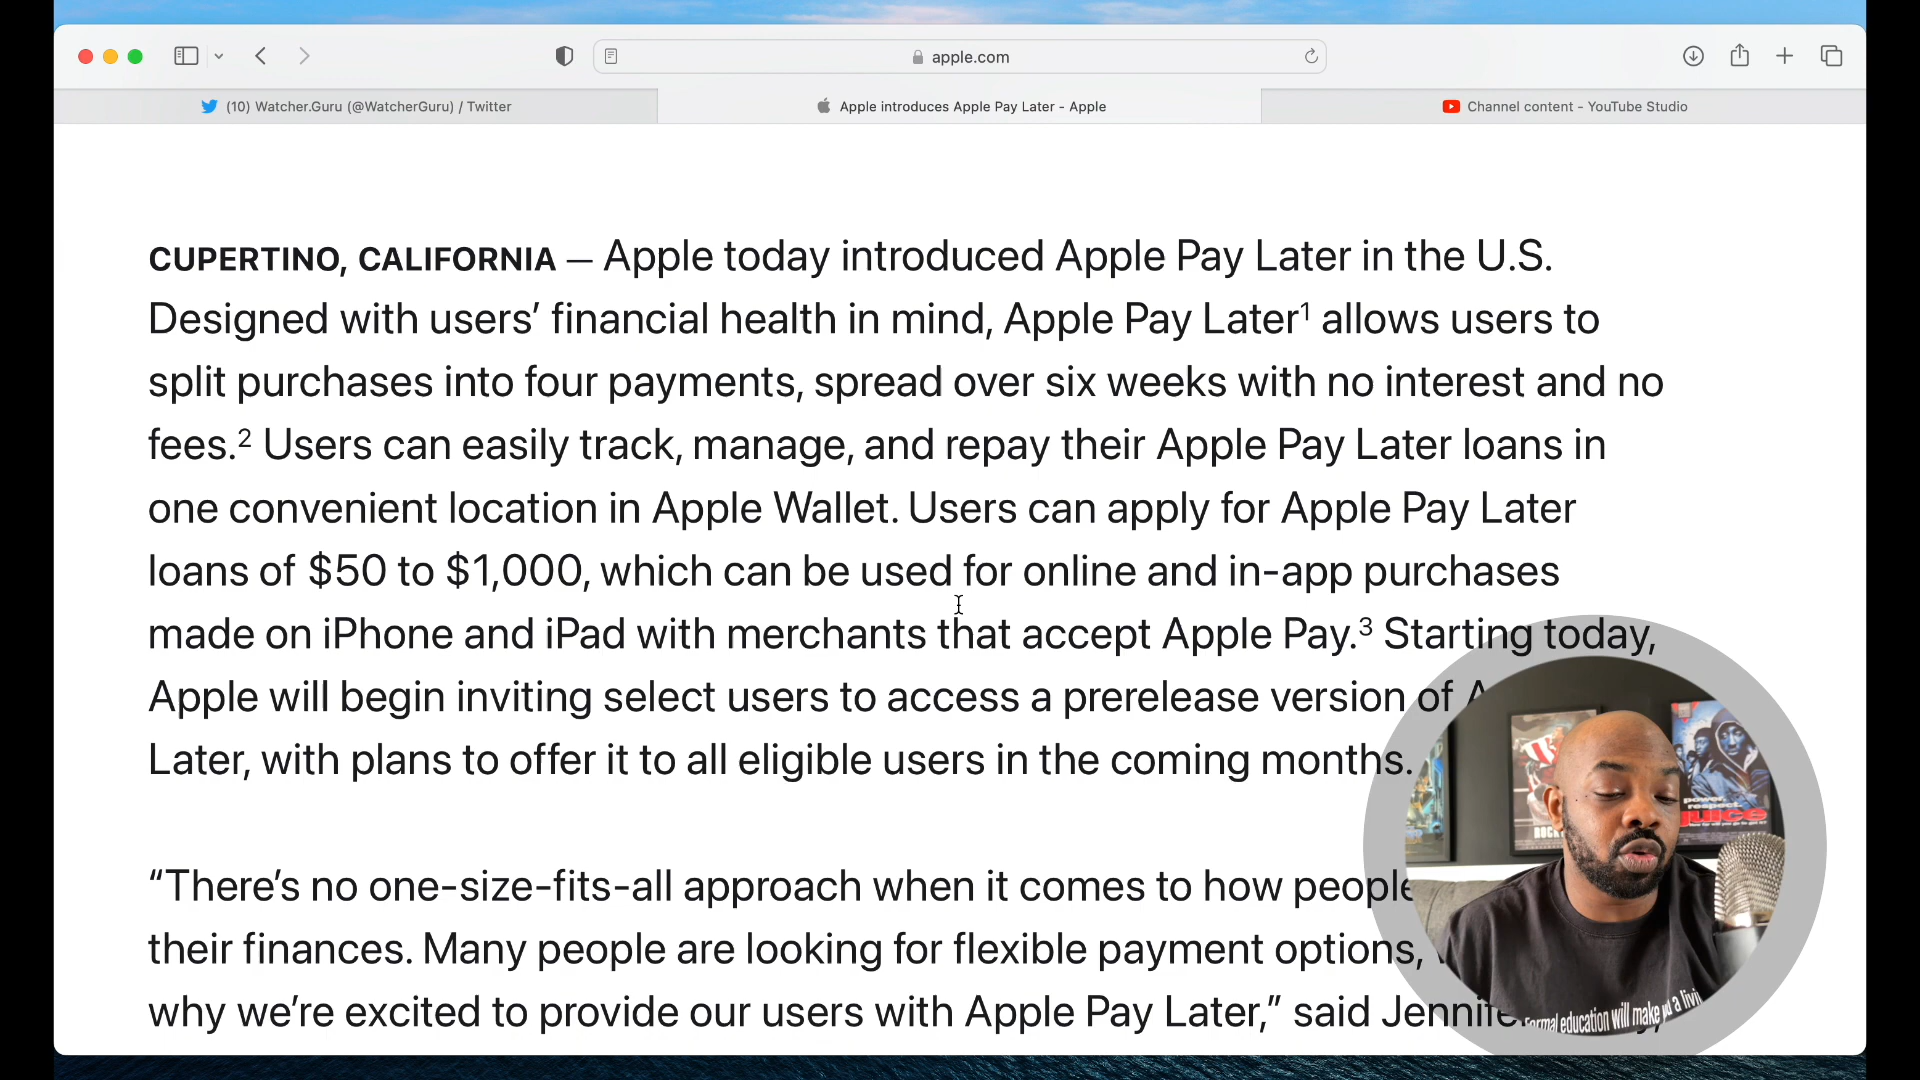 apple.com
(10) Watcher.Guru (@WatcherGuru) / Twitter
Apple introduces Apple Pay Later - Apple
Channel content - YouTube Studio
CUPERTINO, CALIFORNIA — Apple today introduced Apple Pay Later in the U.S.
Designed with users’ financial health in mind, Apple Pay Later¹ allows users to
split purchases into four payments, spread over six weeks with no interest and no
fees.² Users can easily track, manage, and repay their Apple Pay Later loans in
one convenient location in Apple Wallet. Users can apply for Apple Pay Later
loans of $50 to $1,000, which can be used for online and in-app purchases
made on iPhone and iPad with merchants that accept Apple Pay.³ Starting today,
Apple will begin inviting select users to access a prerelease version of
Later, with plans to offer it to all eligible users in the coming months.
“There’s no one-size-fits-all approach when it comes to how people
their finances. Many people are looking for flexible payment options,
why we’re excited to provide our users with Apple Pay Later,” said
power.
respect.
juice
formal education will make